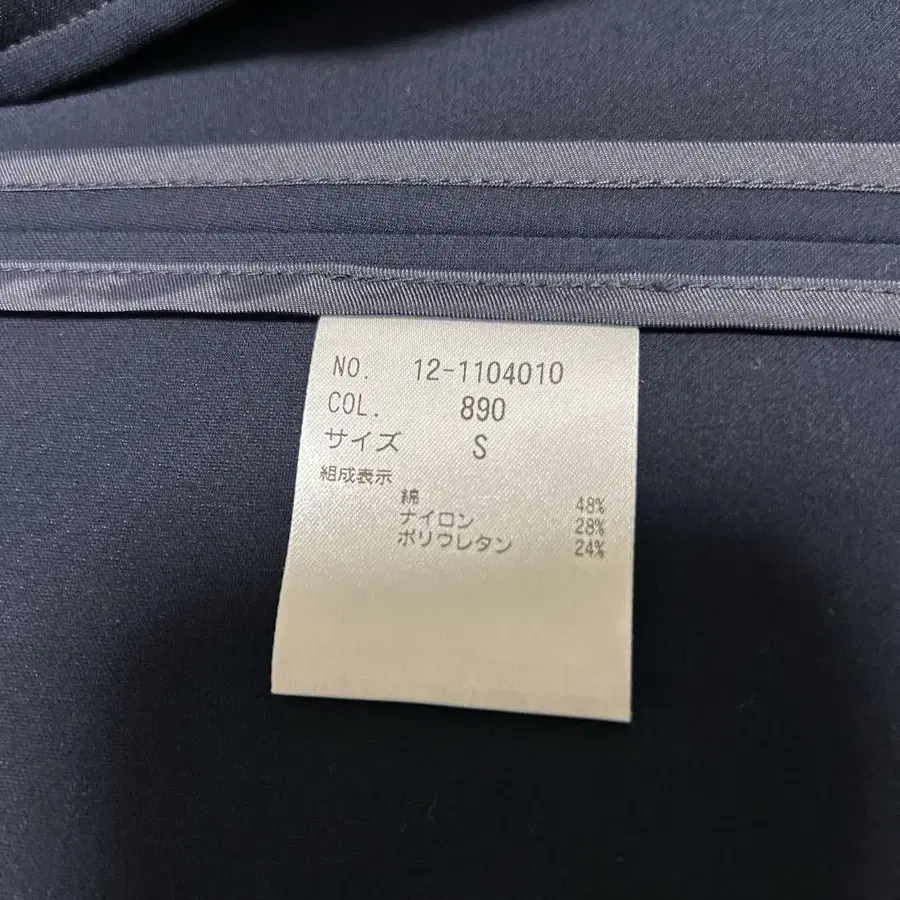 NO. 12-1104010
COL. 890
サイズ S
組成表示
綿 48%
ナイロン 28%
ポリウレタン 24%